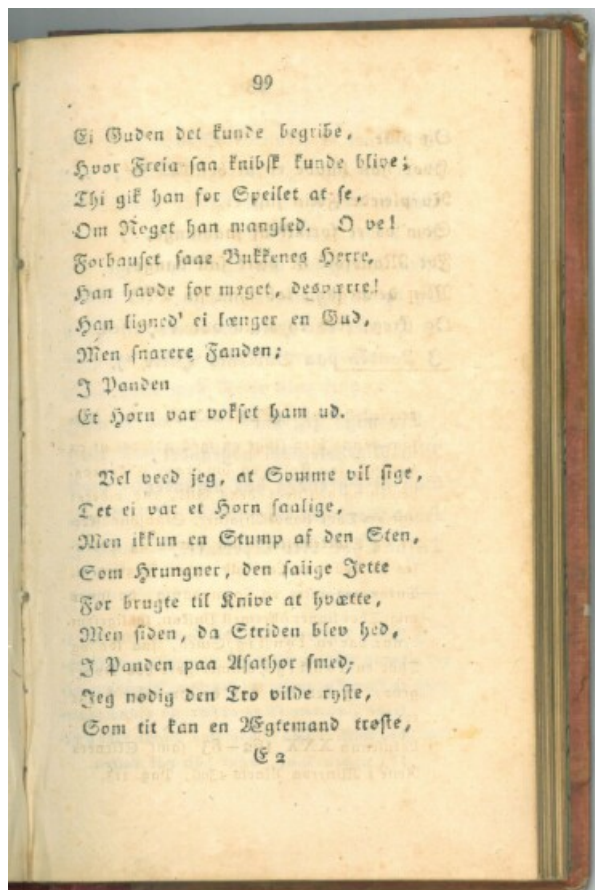 99
Ei Guden det kunde begribe,
Hvor Freia saa knibsk kunde blive;
Thi gik han for Speilet at se,
Om Noget han mangled. O ve!
Forbauset saae Bukkenes Herre,
Han havde for meget, desværre!
Han ligned' ei længer en Gud,
Men snarere Fanden;
I Panden
Et Horn var vokset ham ud.
Vel veed jeg, at Somme vil sige,
Det ei var et Horn saalige,
Men ikkun en Stump af den Sten,
Som Hrungner, den salige Jette
Før brugte til Knive at hvætte,
Men siden, da Striden blev hed,
I Panden paa Asathor smed;
Jeg nødig den Tro vilde ryste,
Som tit kan en Ægtemand trøste,
E 2